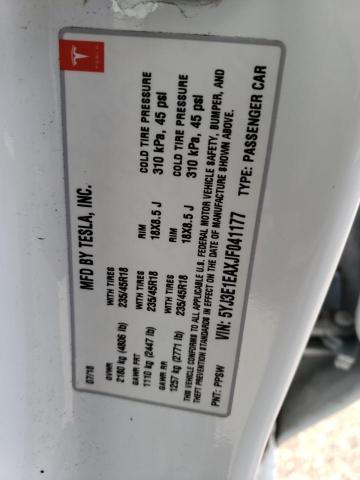 TESLA
MFD BY TESLA, INC.
07/18
GVWR
2180 kg (4806 lb)
WITH TIRES
235/45R18
RIM
18X8.5 J
COLD TIRE PRESSURE
310 kPa, 45 psi
GAWR FRT
1110 kg (2447 lb)
WITH TIRES
235/45R18
RIM
18X8.5 J
COLD TIRE PRESSURE
310 kPa, 45 psi
GAWR RR
1257 kg (2771 lb)
WITH TIRES
235/45R18
THIS VEHICLE CONFORMS TO ALL APPLICABLE U.S. FEDERAL MOTOR VEHICLE SAFETY, BUMPER, AND
THEFT PREVENTION STANDARDS IN EFFECT ON THE DATE OF MANUFACTURE SHOWN ABOVE.
VIN: 5YJ3E1EAXJF041177
TYPE: PASSENGER CAR
PNT: PPSW